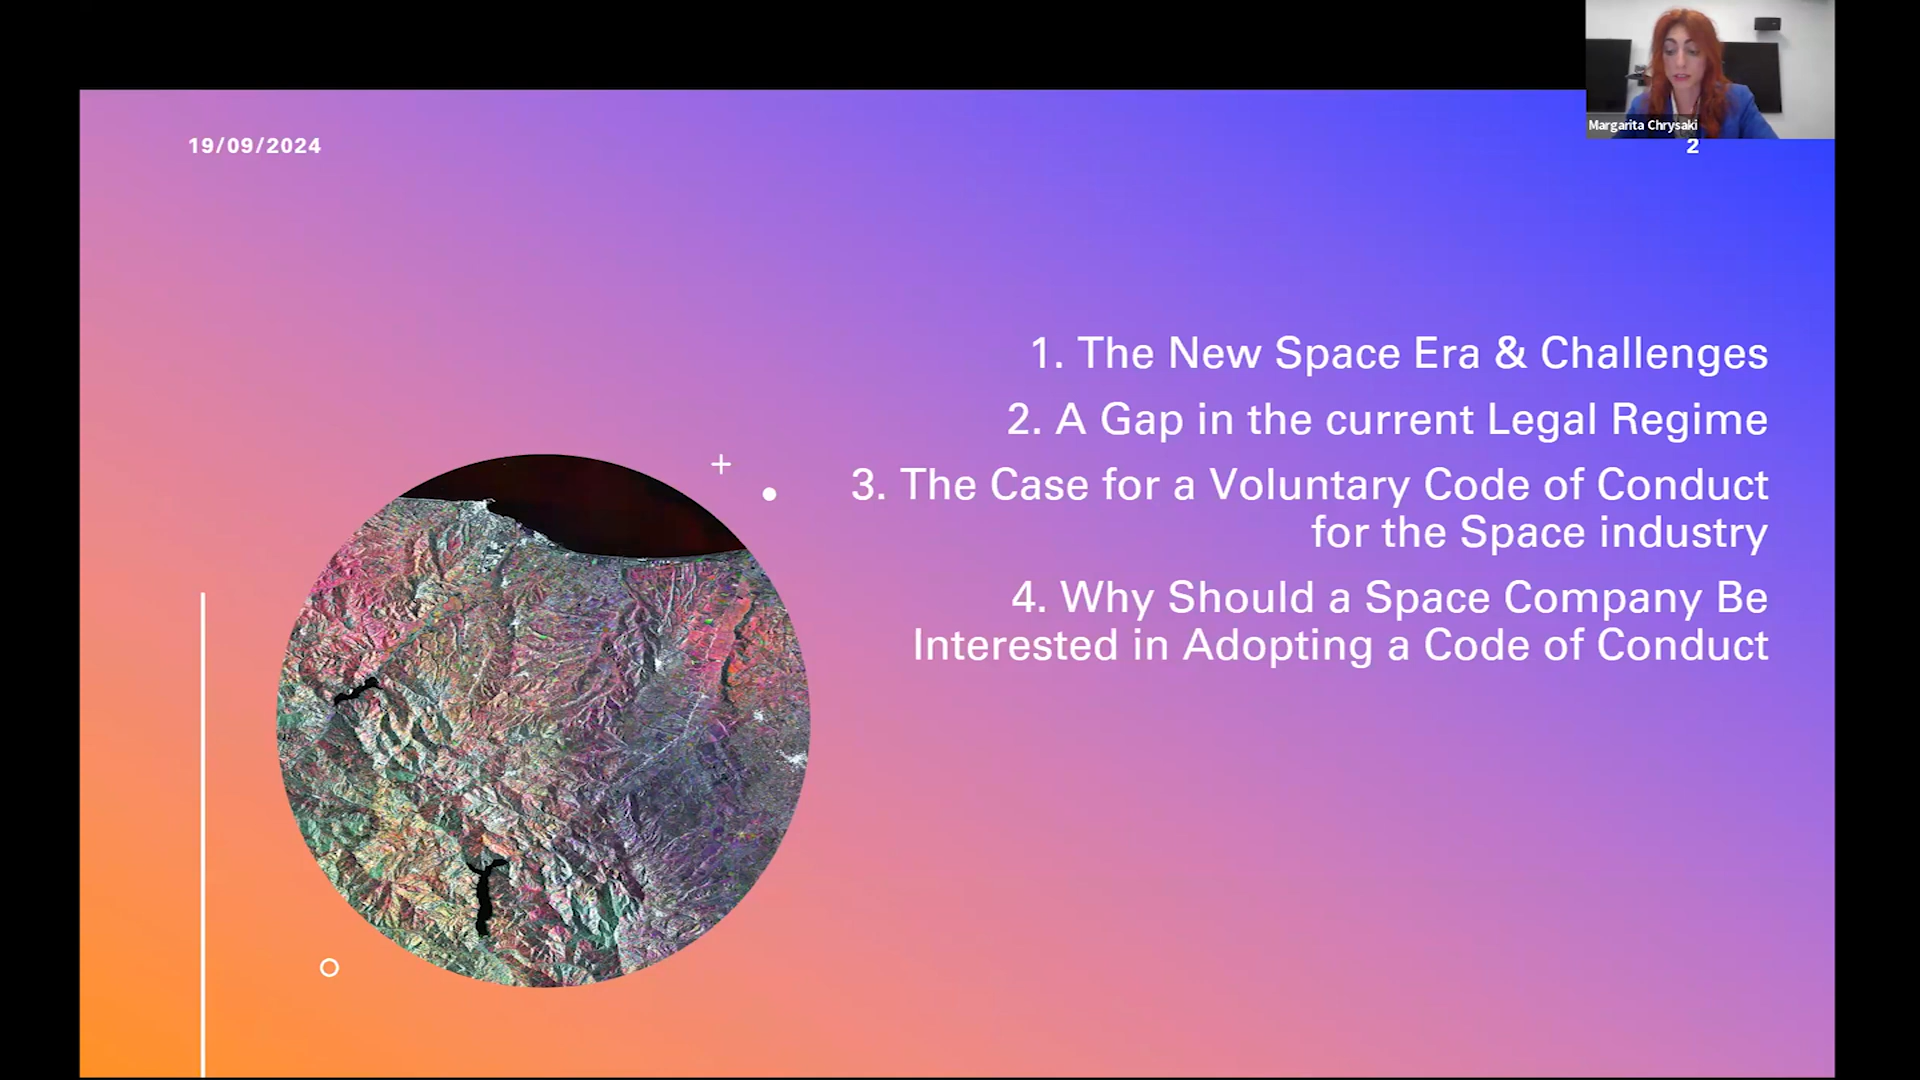 Margarita Chrysaki
19/09/2024
2
1. The New Space Era & Challenges
2. A Gap in the current Legal Regime
3. The Case for a Voluntary Code of Conduct
for the Space industry
4. Why Should a Space Company Be
Interested in Adopting a Code of Conduct